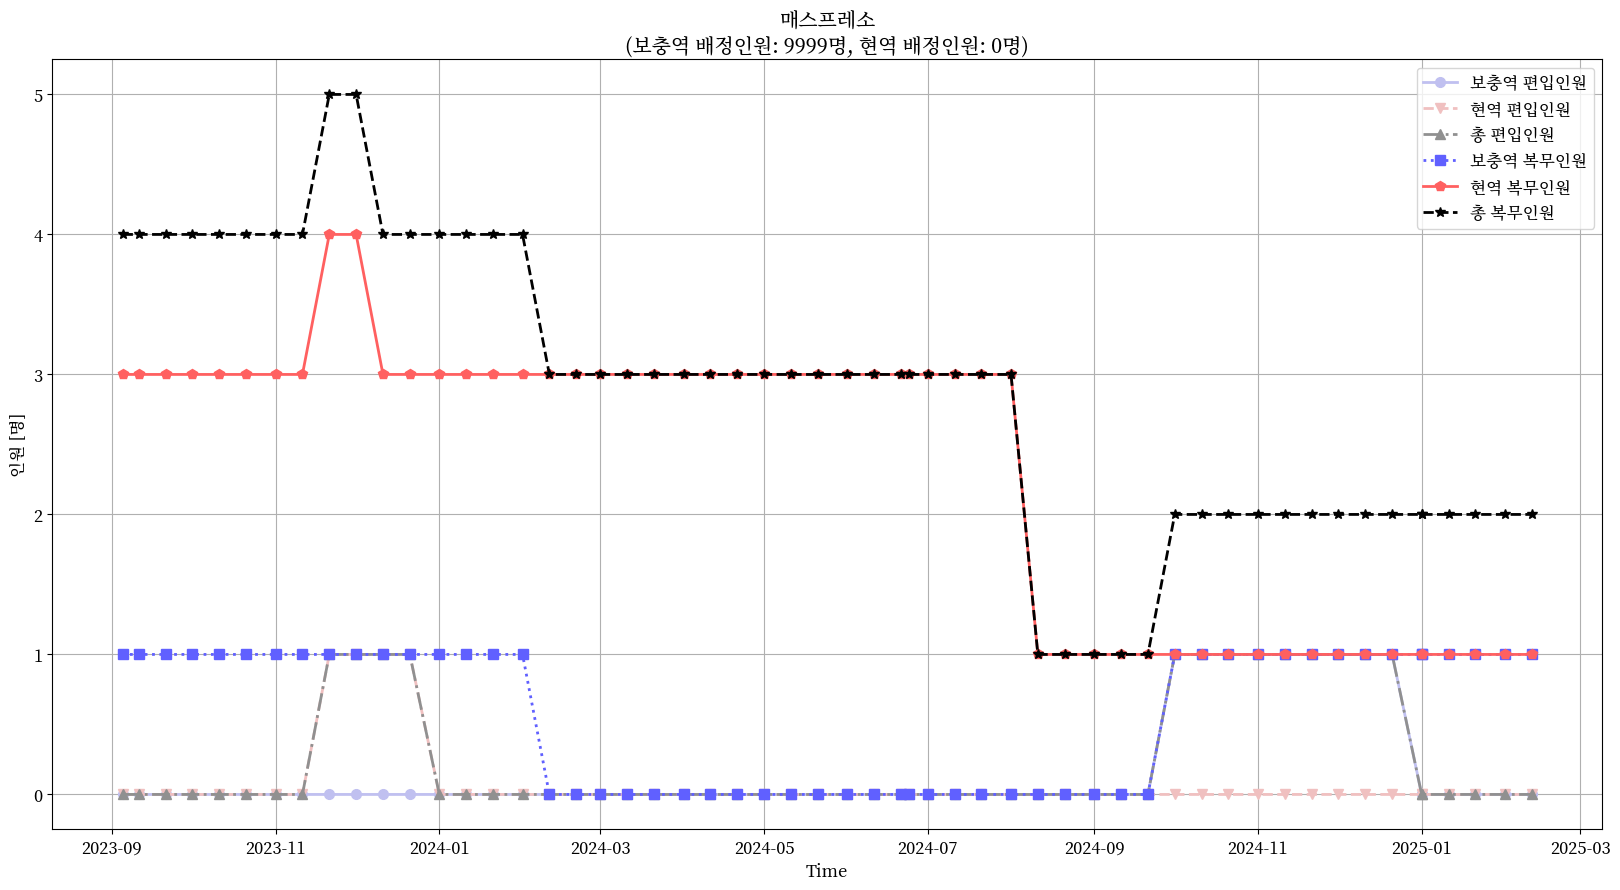 매스프레소
(보충역 배정인원: 9999명, 현역 배정인원: 0명)
보충역 편입인원
현역 편입인원
총 편입인원
보충역 복무인원
현역 복무인원
총 복무인원
인원 [명]
5
4
3
2
1
0
2023-09
2023-11
2024-01
2024-03
2024-05
2024-07
2024-09
2024-11
2025-01
2025-03
Time